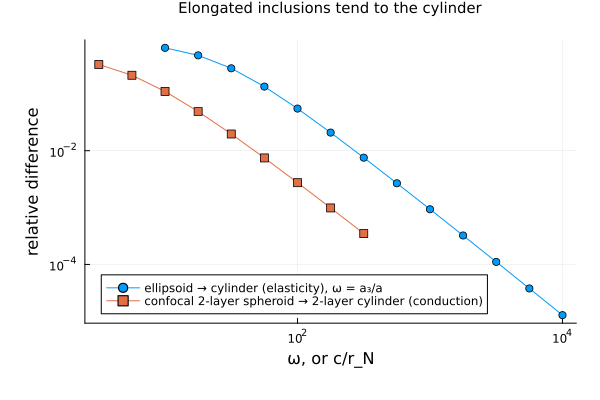 Elongated inclusions tend to the cylinder
relative difference
10⁻²
10⁻⁴
ellipsoid → cylinder (elasticity), ω = a₃/a
confocal 2-layer spheroid → 2-layer cylinder (conduction)
10² 10⁴
ω, or c/r_N